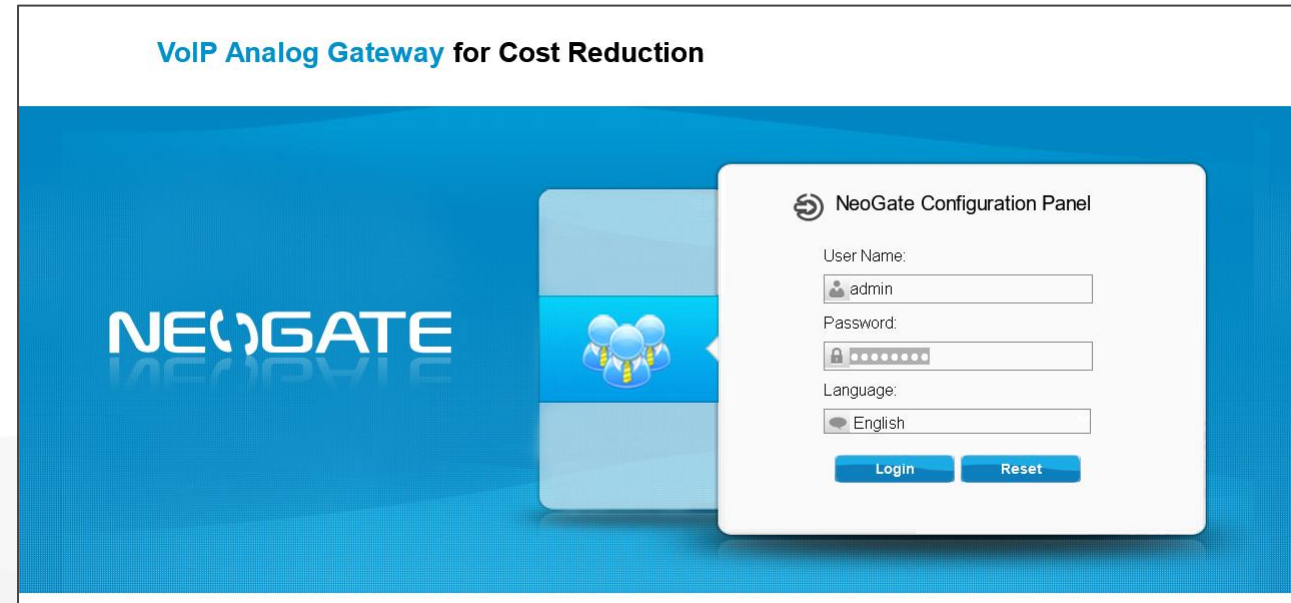 VoIP Analog Gateway for Cost Reduction
NEOGATE
NeoGate Configuration Panel
User Name:
admin
Password:
Language:
English
Login Reset